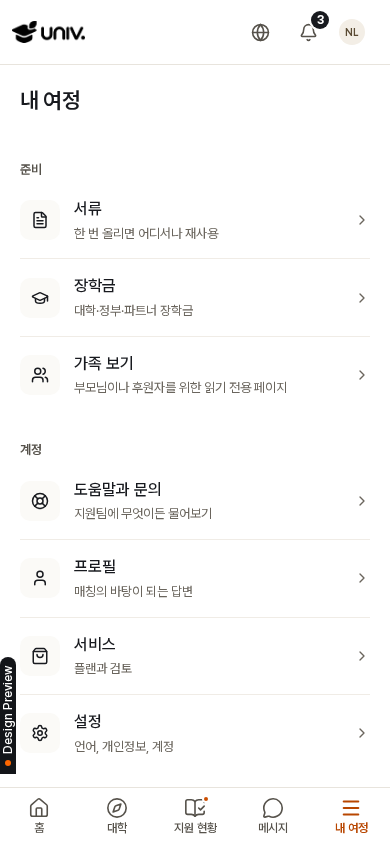 UNIV.
3
NL
내 여정
준비
서류
한 번 올리면 어디서나 재사용
장학금
대학·정부·파트너 장학금
가족 보기
부모님이나 후원자를 위한 읽기 전용 페이지
계정
도움말과 문의
지원팀에 무엇이든 물어보기
프로필
매칭의 바탕이 되는 답변
서비스
플랜과 검토
설정
언어, 개인정보, 계정
Design Preview
홈
대학
지원 현황
메시지
내 여정